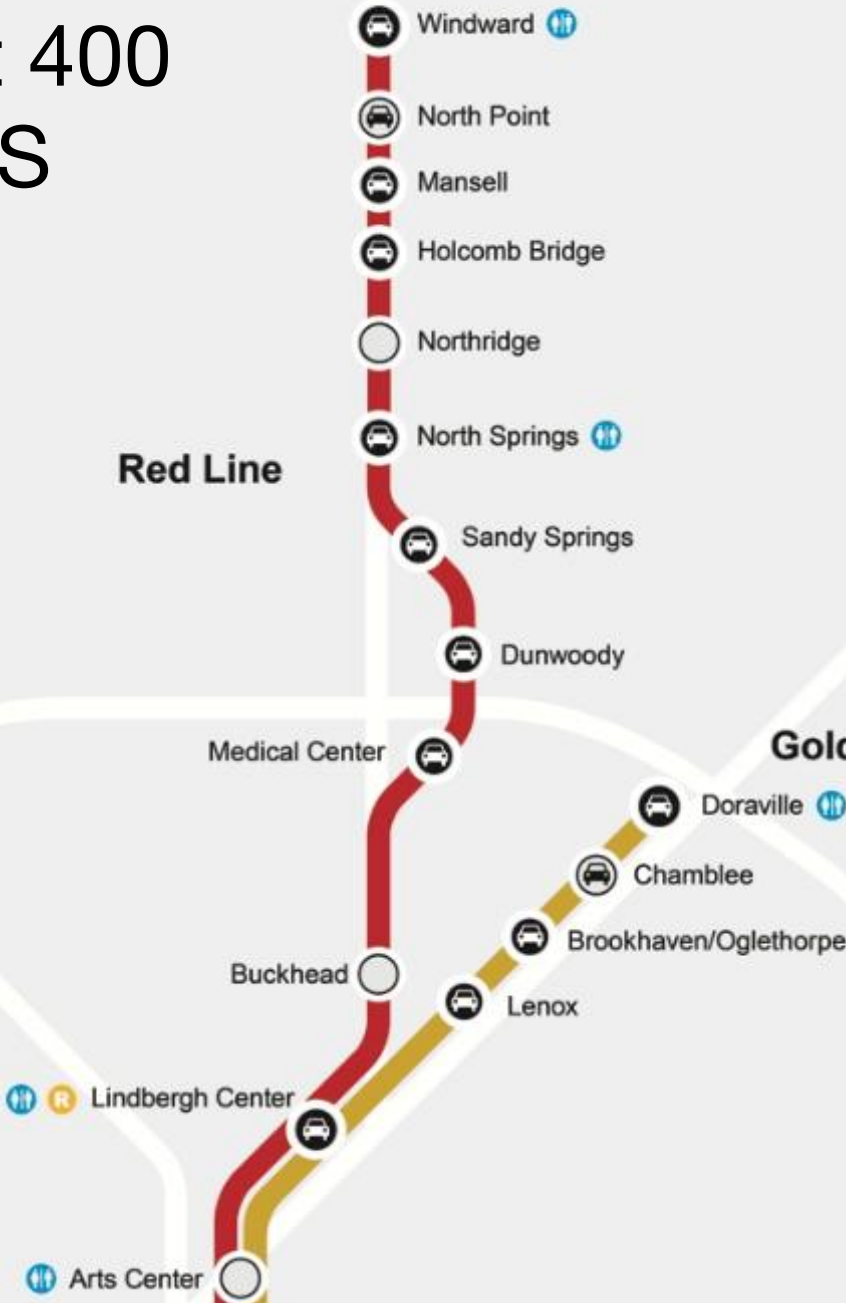 400
S
Windward
North Point
Mansell
Holcomb Bridge
Northridge
North Springs
Red Line
Sandy Springs
Dunwoody
Medical Center
Gold
Doraville
Chamblee
Brookhaven/Oglethorpe
Buckhead
Lenox
R Lindbergh Center
Arts Center